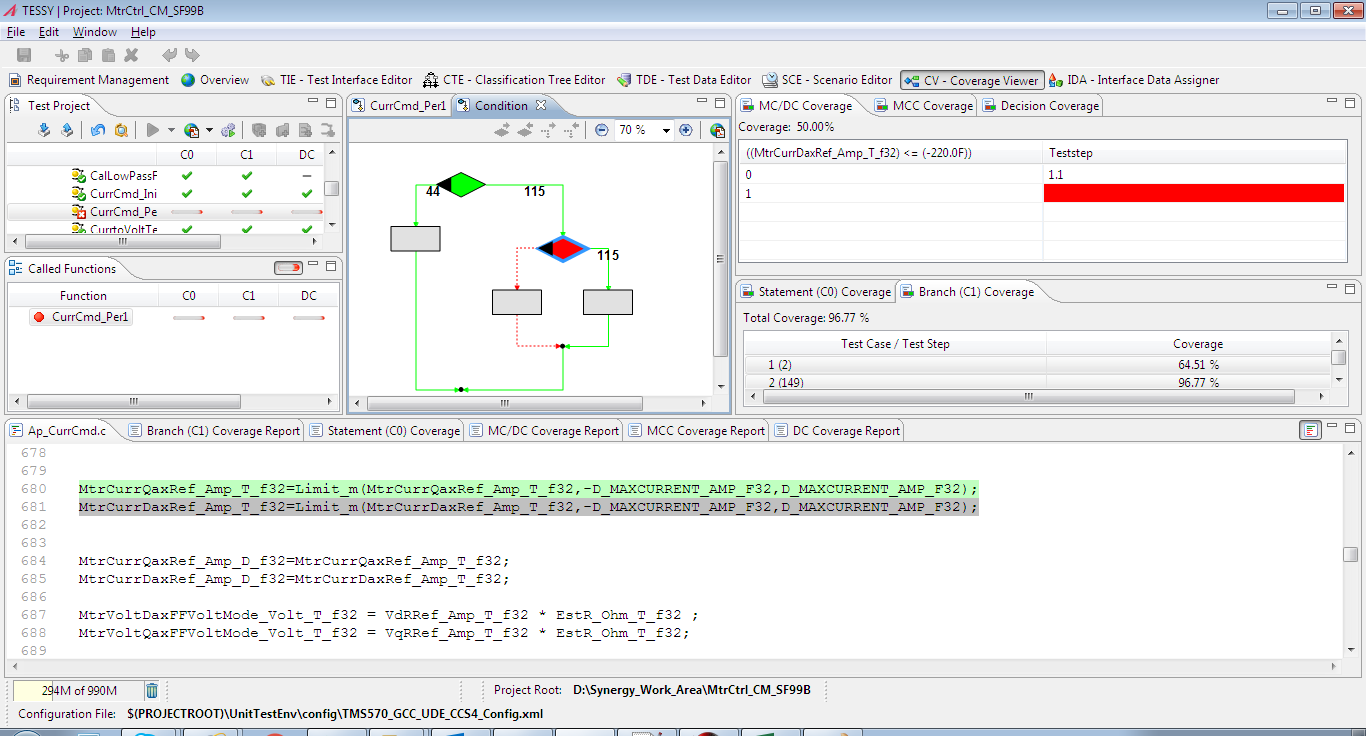 TESSY | Project: MtrCtrl_CM_SF99B
File Edit Window Help
Requirement Management Overview TIE - Test Interface Editor CTE - Classification Tree Editor TDE - Test Data Editor SCE - Scenario Editor CV - Coverage Viewer IDA - Interface Data Assigner
Test Project
C0 C1 DC
CalLowPassF
CurrCmd_Ini
CurrCmd_Pe
CurrtoVoltTe
Called Functions
Function C0 C1 DC
CurrCmd_Per1
CurrCmd_Per1 Condition
70 %
44 115
115
MC/DC Coverage MCC Coverage Decision Coverage
Coverage: 50.00%
((MtrCurrDaxRef_Amp_T_f32) <= (-220.0F)) Teststep
0 1.1
1
Statement (C0) Coverage Branch (C1) Coverage
Total Coverage: 96.77 %
Test Case / Test Step Coverage
1 (2) 64.51 %
2 (149) 96.77 %
Ap_CurrCmd.c Branch (C1) Coverage Report Statement (C0) Coverage MC/DC Coverage Report MCC Coverage Report DC Coverage Report
678
679
680 MtrCurrQaxRef_Amp_T_f32=Limit_m(MtrCurrQaxRef_Amp_T_f32,-D_MAXCURRENT_AMP_F32,D_MAXCURRENT_AMP_F32);
681 MtrCurrDaxRef_Amp_T_f32=Limit_m(MtrCurrDaxRef_Amp_T_f32,-D_MAXCURRENT_AMP_F32,D_MAXCURRENT_AMP_F32);
682
683
684 MtrCurrQaxRef_Amp_D_f32=MtrCurrQaxRef_Amp_T_f32;
685 MtrCurrDaxRef_Amp_D_f32=MtrCurrDaxRef_Amp_T_f32;
686
687 MtrVoltDaxFFVoltMode_Volt_T_f32 = VdRRef_Amp_T_f32 * EstR_Ohm_T_f32 ;
688 MtrVoltQaxFFVoltMode_Volt_T_f32 = VqRRef_Amp_T_f32 * EstR_Ohm_T_f32;
689
294M of 990M Project Root: D:\Synergy_Work_Area\MtrCtrl_CM_SF99B
Configuration File: $(PROJECTROOT)\UnitTestEnv\config\TMS570_GCC_UDE_CCS4_Config.xml